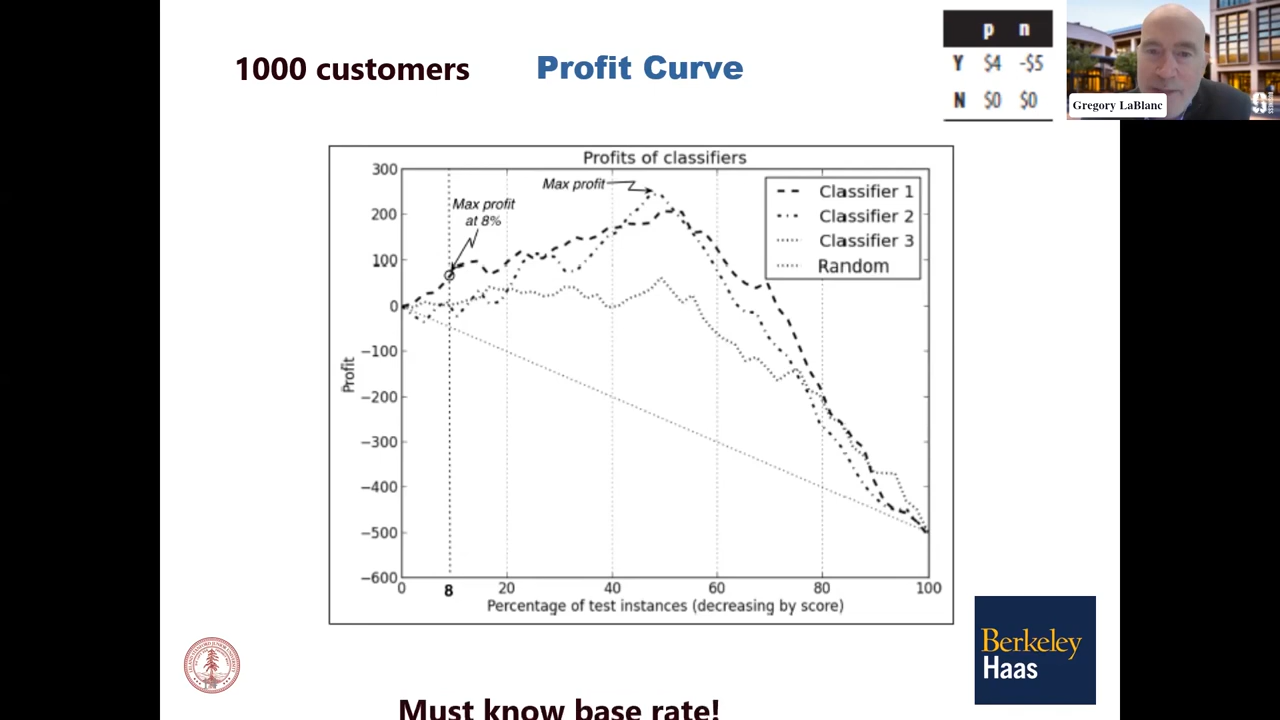 1000 customers
Profit Curve
p n
Y $4 -$5
N $0 $0
Gregory LaBlanc
Profits of classifiers
300
200
100
0
−100
−200
−300
−400
−500
−600
Profit
Max profit
at 8%
Max profit
Classifier 1
Classifier 2
Classifier 3
Random
0 8 20 40 60 80 100
Percentage of test instances (decreasing by score)
Berkeley
Haas
Must know base rate!